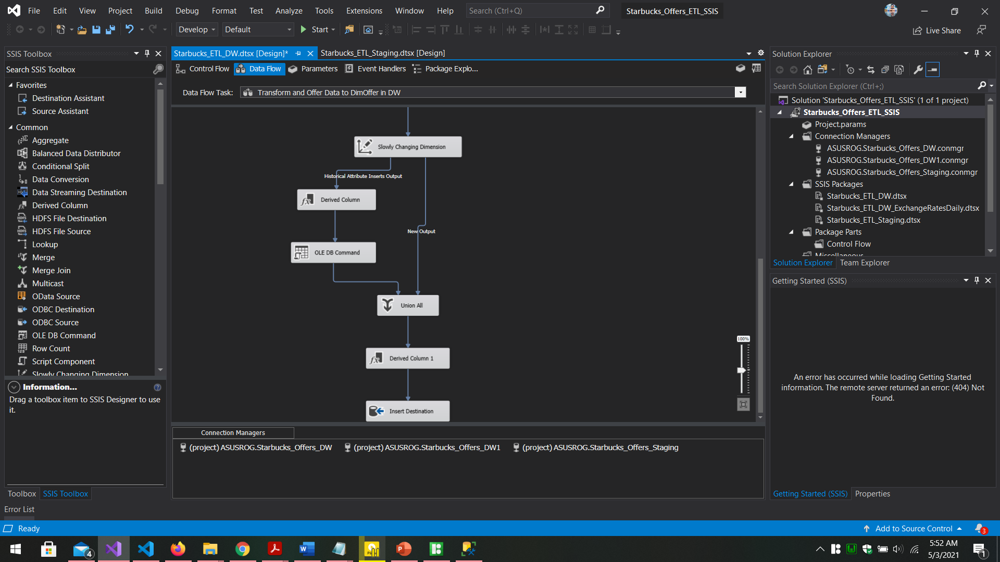 File Edit View Project Build Debug Format Test Analyze Tools Extensions Window Help Search (Ctrl+Q) Starbucks_Offers_ETL_SSIS
Develop Default Start Live Share
SSIS Toolbox
Search SSIS Toolbox
Favorites
Destination Assistant
Source Assistant
Common
Aggregate
Balanced Data Distributor
Conditional Split
Data Conversion
Data Streaming Destination
Derived Column
HDFS File Destination
HDFS File Source
Lookup
Merge
Merge Join
Multicast
OData Source
ODBC Destination
ODBC Source
OLE DB Command
Row Count
Script Component
Slowly Changing Dimension
Information...
Drag a toolbox item to SSIS Designer to use
it.
Toolbox SSIS Toolbox
Error List
Starbucks_ETL_DW.dtsx [Design]* Starbucks_ETL_Staging.dtsx [Design]
Control Flow Data Flow Parameters Event Handlers Package Explo...
Data Flow Task: Transform and Offer Data to DimOffer in DW
Slowly Changing Dimension
Historical Attribute Inserts Output
Derived Column
New Output
OLE DB Command
Union All
Derived Column 1
Insert Destination
100%
Connection Managers
(project) ASUSROG.Starbucks_Offers_DW (project) ASUSROG.Starbucks_Offers_DW1 (project) ASUSROG.Starbucks_Offers_Staging
Solution Explorer
Search Solution Explorer (Ctrl+;)
Solution 'Starbucks_Offers_ETL_SSIS' (1 of 1 project)
Starbucks_Offers_ETL_SSIS
Project.params
Connection Managers
ASUSROG.Starbucks_Offers_DW.conmgr
ASUSROG.Starbucks_Offers_DW1.conmgr
ASUSROG.Starbucks_Offers_Staging.conmgr
SSIS Packages
Starbucks_ETL_DW.dtsx
Starbucks_ETL_DW_ExchangeRatesDaily.dtsx
Starbucks_ETL_Staging.dtsx
Package Parts
Control Flow
Miscellaneous
Solution Explorer Team Explorer
Getting Started (SSIS)
An error has occurred while loading Getting Started
information. The remote server returned an error: (404) Not
Found.
Getting Started (SSIS) Properties
Ready Add to Source Control 3
4
5:52 AM
5/3/2021
1